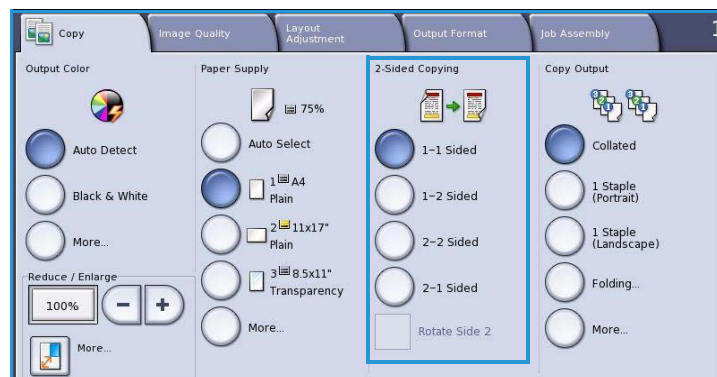 Copy
Image Quality
Layout
Adjustment
Output Format
Job Assembly
1
Output Color
Auto Detect
Black & White
More...
Reduce / Enlarge
100%
More...
Paper Supply
75%
Auto Select
1 A4
Plain
2 11x17"
Plain
3 8.5x11"
Transparency
More...
2-Sided Copying
1-1 Sided
1-2 Sided
2-2 Sided
2-1 Sided
Rotate Side 2
Copy Output
Collated
1 Staple
(Portrait)
1 Staple
(Landscape)
Folding...
More...